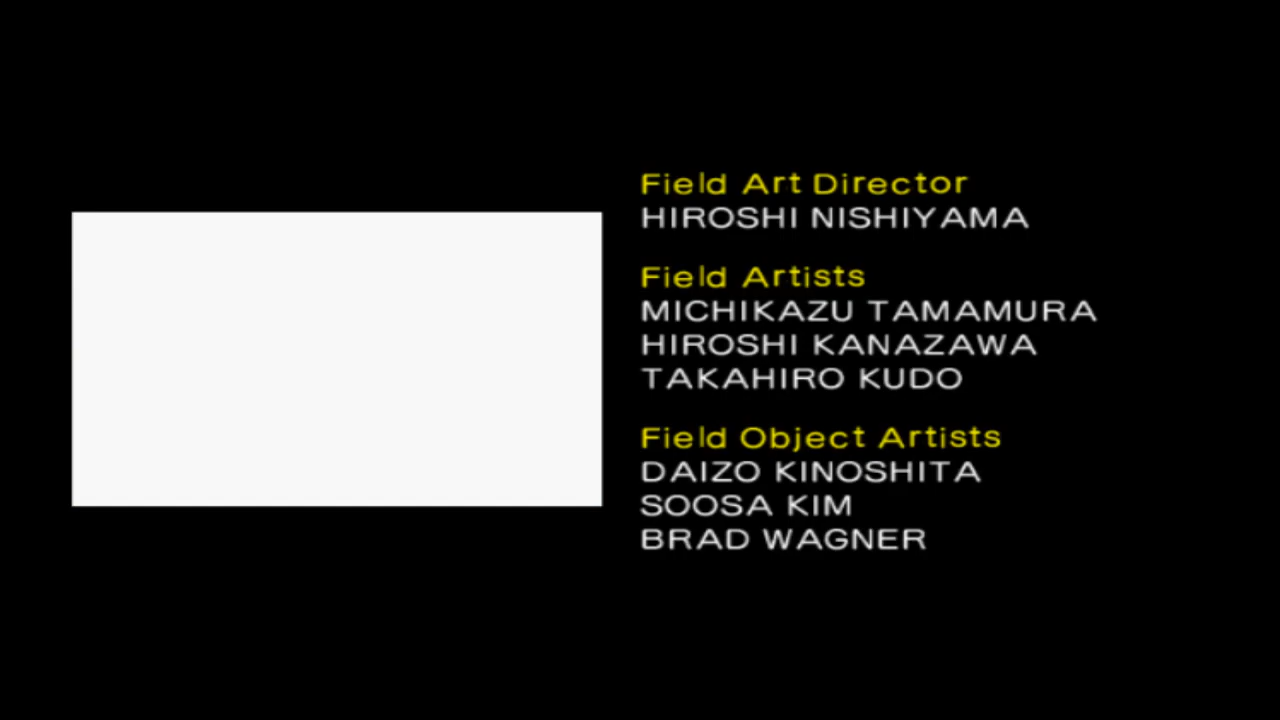 Field Art Director
HIROSHI NISHIYAMA
Field Artists
MICHIKAZU TAMAMURA
HIROSHI KANAZAWA
TAKAHIRO KUDO
Field Object Artists
DAIZO KINOSHITA
SOOSA KIM
BRAD WAGNER